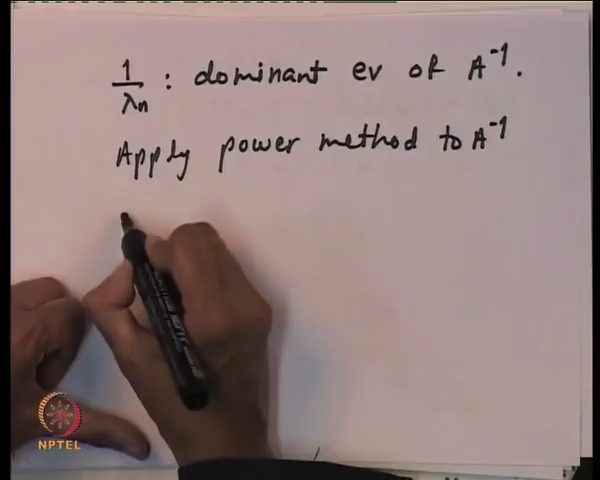 1/λn : dominant ev of A⁻¹.
Apply power method to A⁻¹
NPTEL